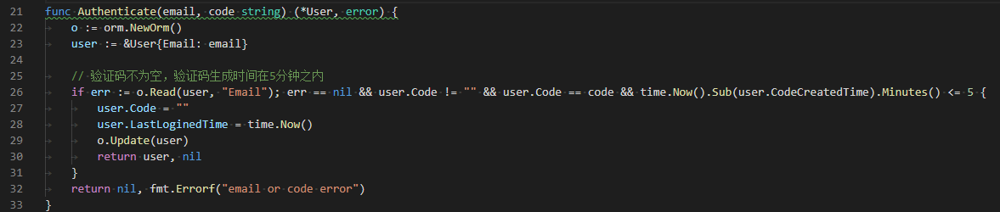 21 func Authenticate(email, code string) (*User, error) {
22 o := orm.NewOrm()
23 user := &User{Email: email}
24
25 // 验证码不为空，验证码生成时间在5分钟之内
26 if err := o.Read(user, "Email"); err == nil && user.Code != "" && user.Code == code && time.Now().Sub(user.CodeCreatedTime).Minutes() <= 5 {
27 user.Code = ""
28 user.LastLoginedTime = time.Now()
29 o.Update(user)
30 return user, nil
31 }
32 return nil, fmt.Errorf("email or code error")
33 }